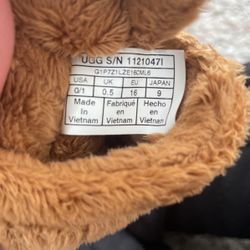 UGG S/N 1121047I
G1P7Z1LZE160ML6
USA UK EU JAPAN
0/1 0.5 16 9
Made Fabriqué Hecho
In en en
Vietnam Vietnam Vietnam